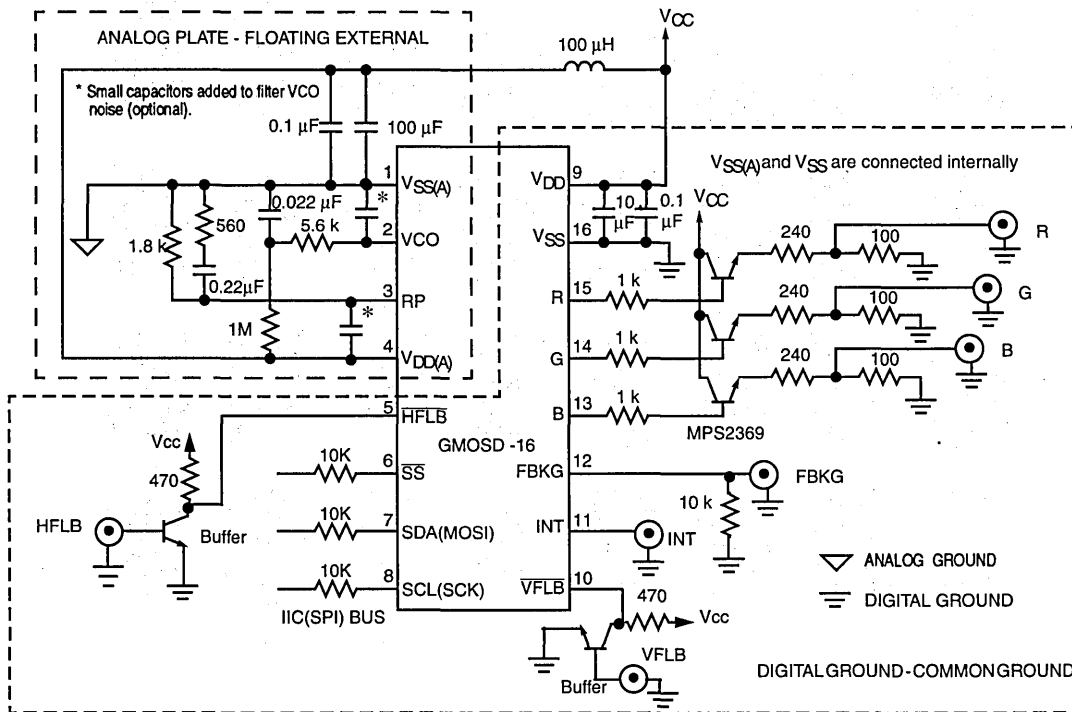 ANALOG PLATE - FLOATING EXTERNAL
VCC
100 µH
* Small capacitors added to filter VCO
noise (optional).
0.1 µF
100 µF
VSS(A) and VSS are connected internally
1
VSS(A)
VDD
9
VCC
0.022 µF
*
10
µF
0.1
µF
560
5.6 k
2
VCO
VSS
16
240
100
R
1.8 k
0.22µF
3
RP
R
15
1 k
240
100
G
1M
*
4
VDD(A)
G
14
1 k
240
100
B
5
HFLB
B
13
1 k
MPS2369
GMOSD -16
Vcc
470
10K
6
SS
FBKG
12
FBKG
10 k
HFLB
Buffer
10K
7
SDA(MOSI)
INT
11
INT
ANALOG GROUND
10K
8
SCL(SCK)
VFLB
10
470
DIGITAL GROUND
IIC(SPI) BUS
Vcc
VFLB
Buffer
DIGITAL GROUND-COMMON GROUND